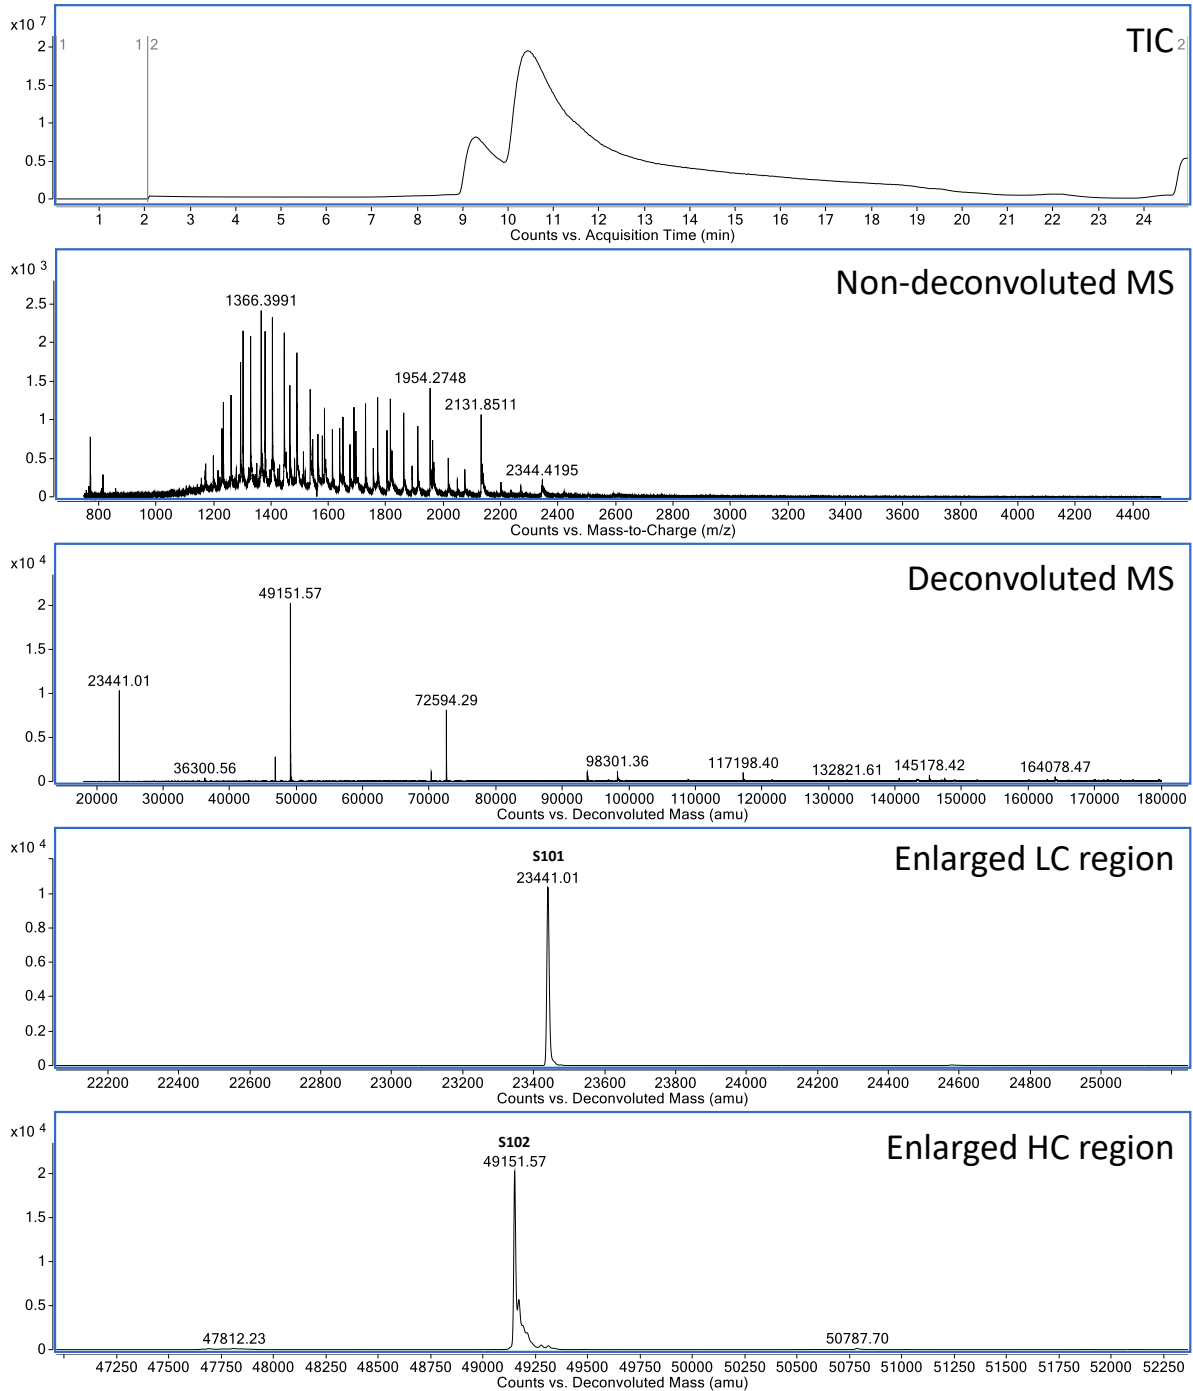 x10 7
TIC
1 1 2 2
2
1.5
1
0.5
0
1 2 3 4 5 6 7 8 9 10 11 12 13 14 15 16 17 18 19 20 21 22 23 24
Counts vs. Acquisition Time (min)
x10 3
Non-deconvoluted MS
2.5
1366.3991
2
1.5
1954.2748
2131.8511
1
0.5
2344.4195
0
800 1000 1200 1400 1600 1800 2000 2200 2400 2600 2800 3000 3200 3400 3600 3800 4000 4200 4400
Counts vs. Mass-to-Charge (m/z)
x10 4
Deconvoluted MS
49151.57
2
1.5
23441.01
1
72594.29
0.5
36300.56
98301.36
117198.40
132821.61
145178.42
164078.47
0
20000 30000 40000 50000 60000 70000 80000 90000 100000 110000 120000 130000 140000 150000 160000 170000 180000
Counts vs. Deconvoluted Mass (amu)
x10 4
Enlarged LC region
S101
23441.01
1
0.8
0.6
0.4
0.2
0
22200 22400 22600 22800 23000 23200 23400 23600 23800 24000 24200 24400 24600 24800 25000
Counts vs. Deconvoluted Mass (amu)
x10 4
Enlarged HC region
S102
49151.57
2
1.5
1
0.5
47812.23
50787.70
0
47250 47500 47750 48000 48250 48500 48750 49000 49250 49500 49750 50000 50250 50500 50750 51000 51250 51500 51750 52000 52250
Counts vs. Deconvoluted Mass (amu)